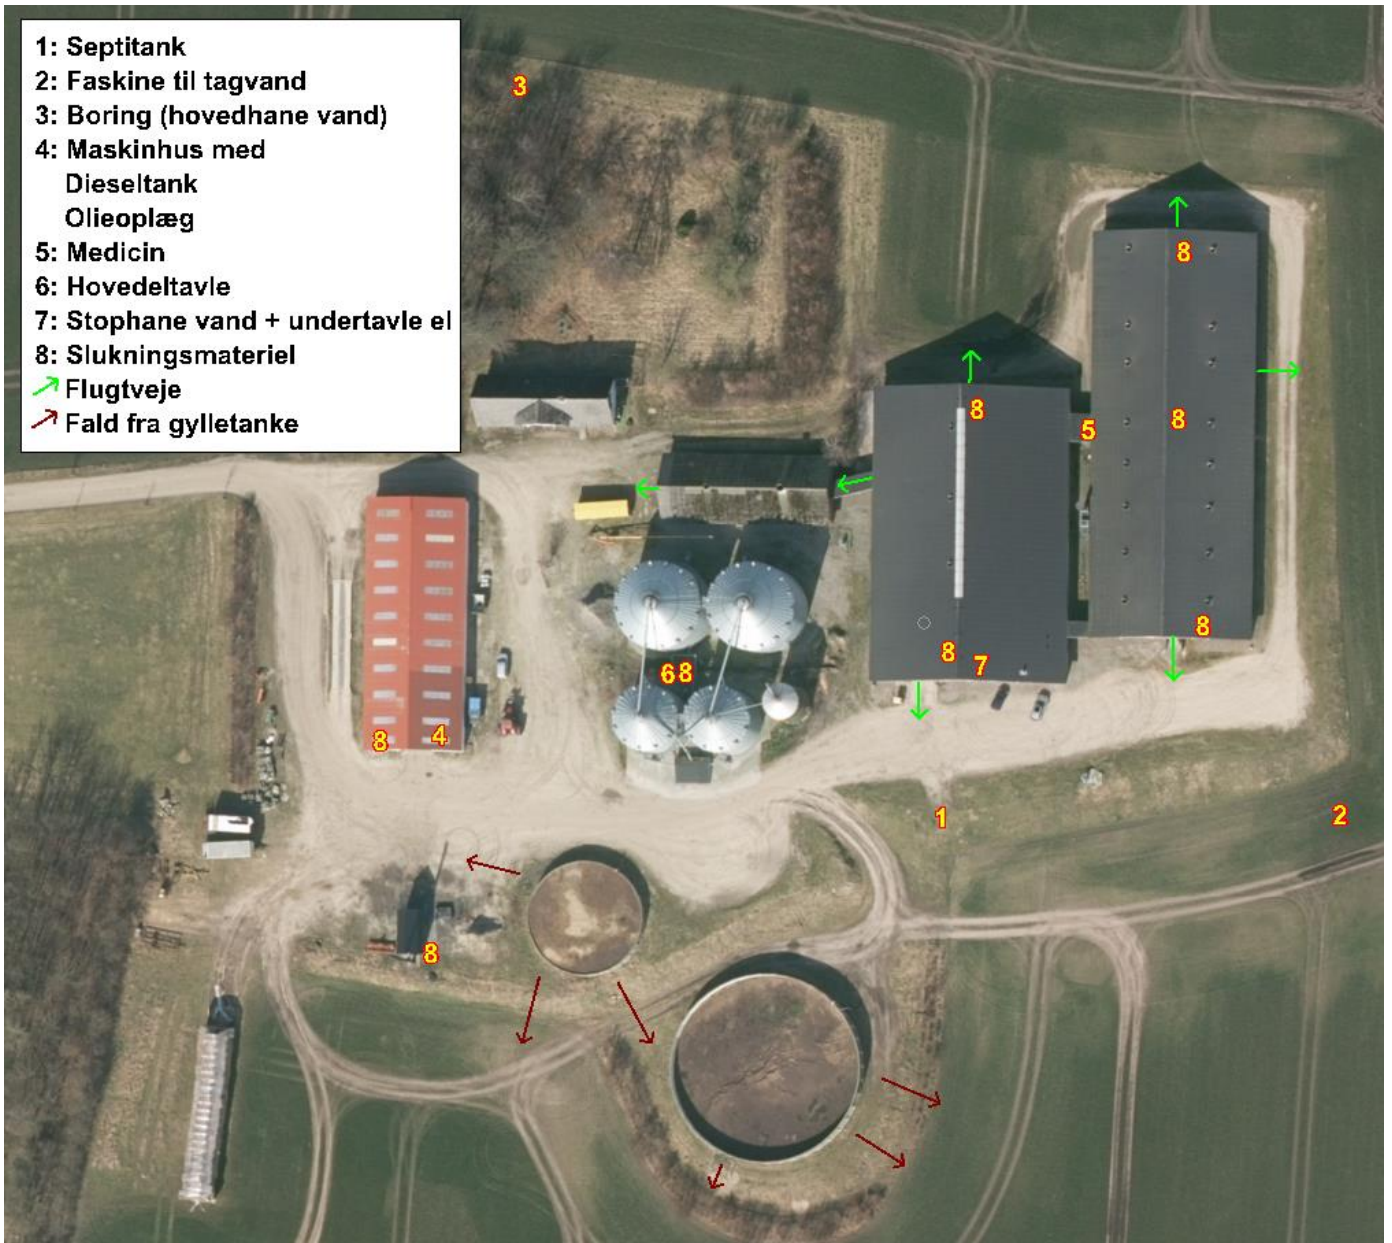 1: Septitank
2: Faskine til tagvand
3: Boring (hovedhane vand)
4: Maskinhus med
Dieseltank
Olieoplæg
5: Medicin
6: Hovedeltavle
7: Stophane vand + undertavle el
8: Slukningsmateriel
Flugtveje
Fald fra gylletanke
3
8
8
5
8
8
8
7
6 8
8
4
1
2
8